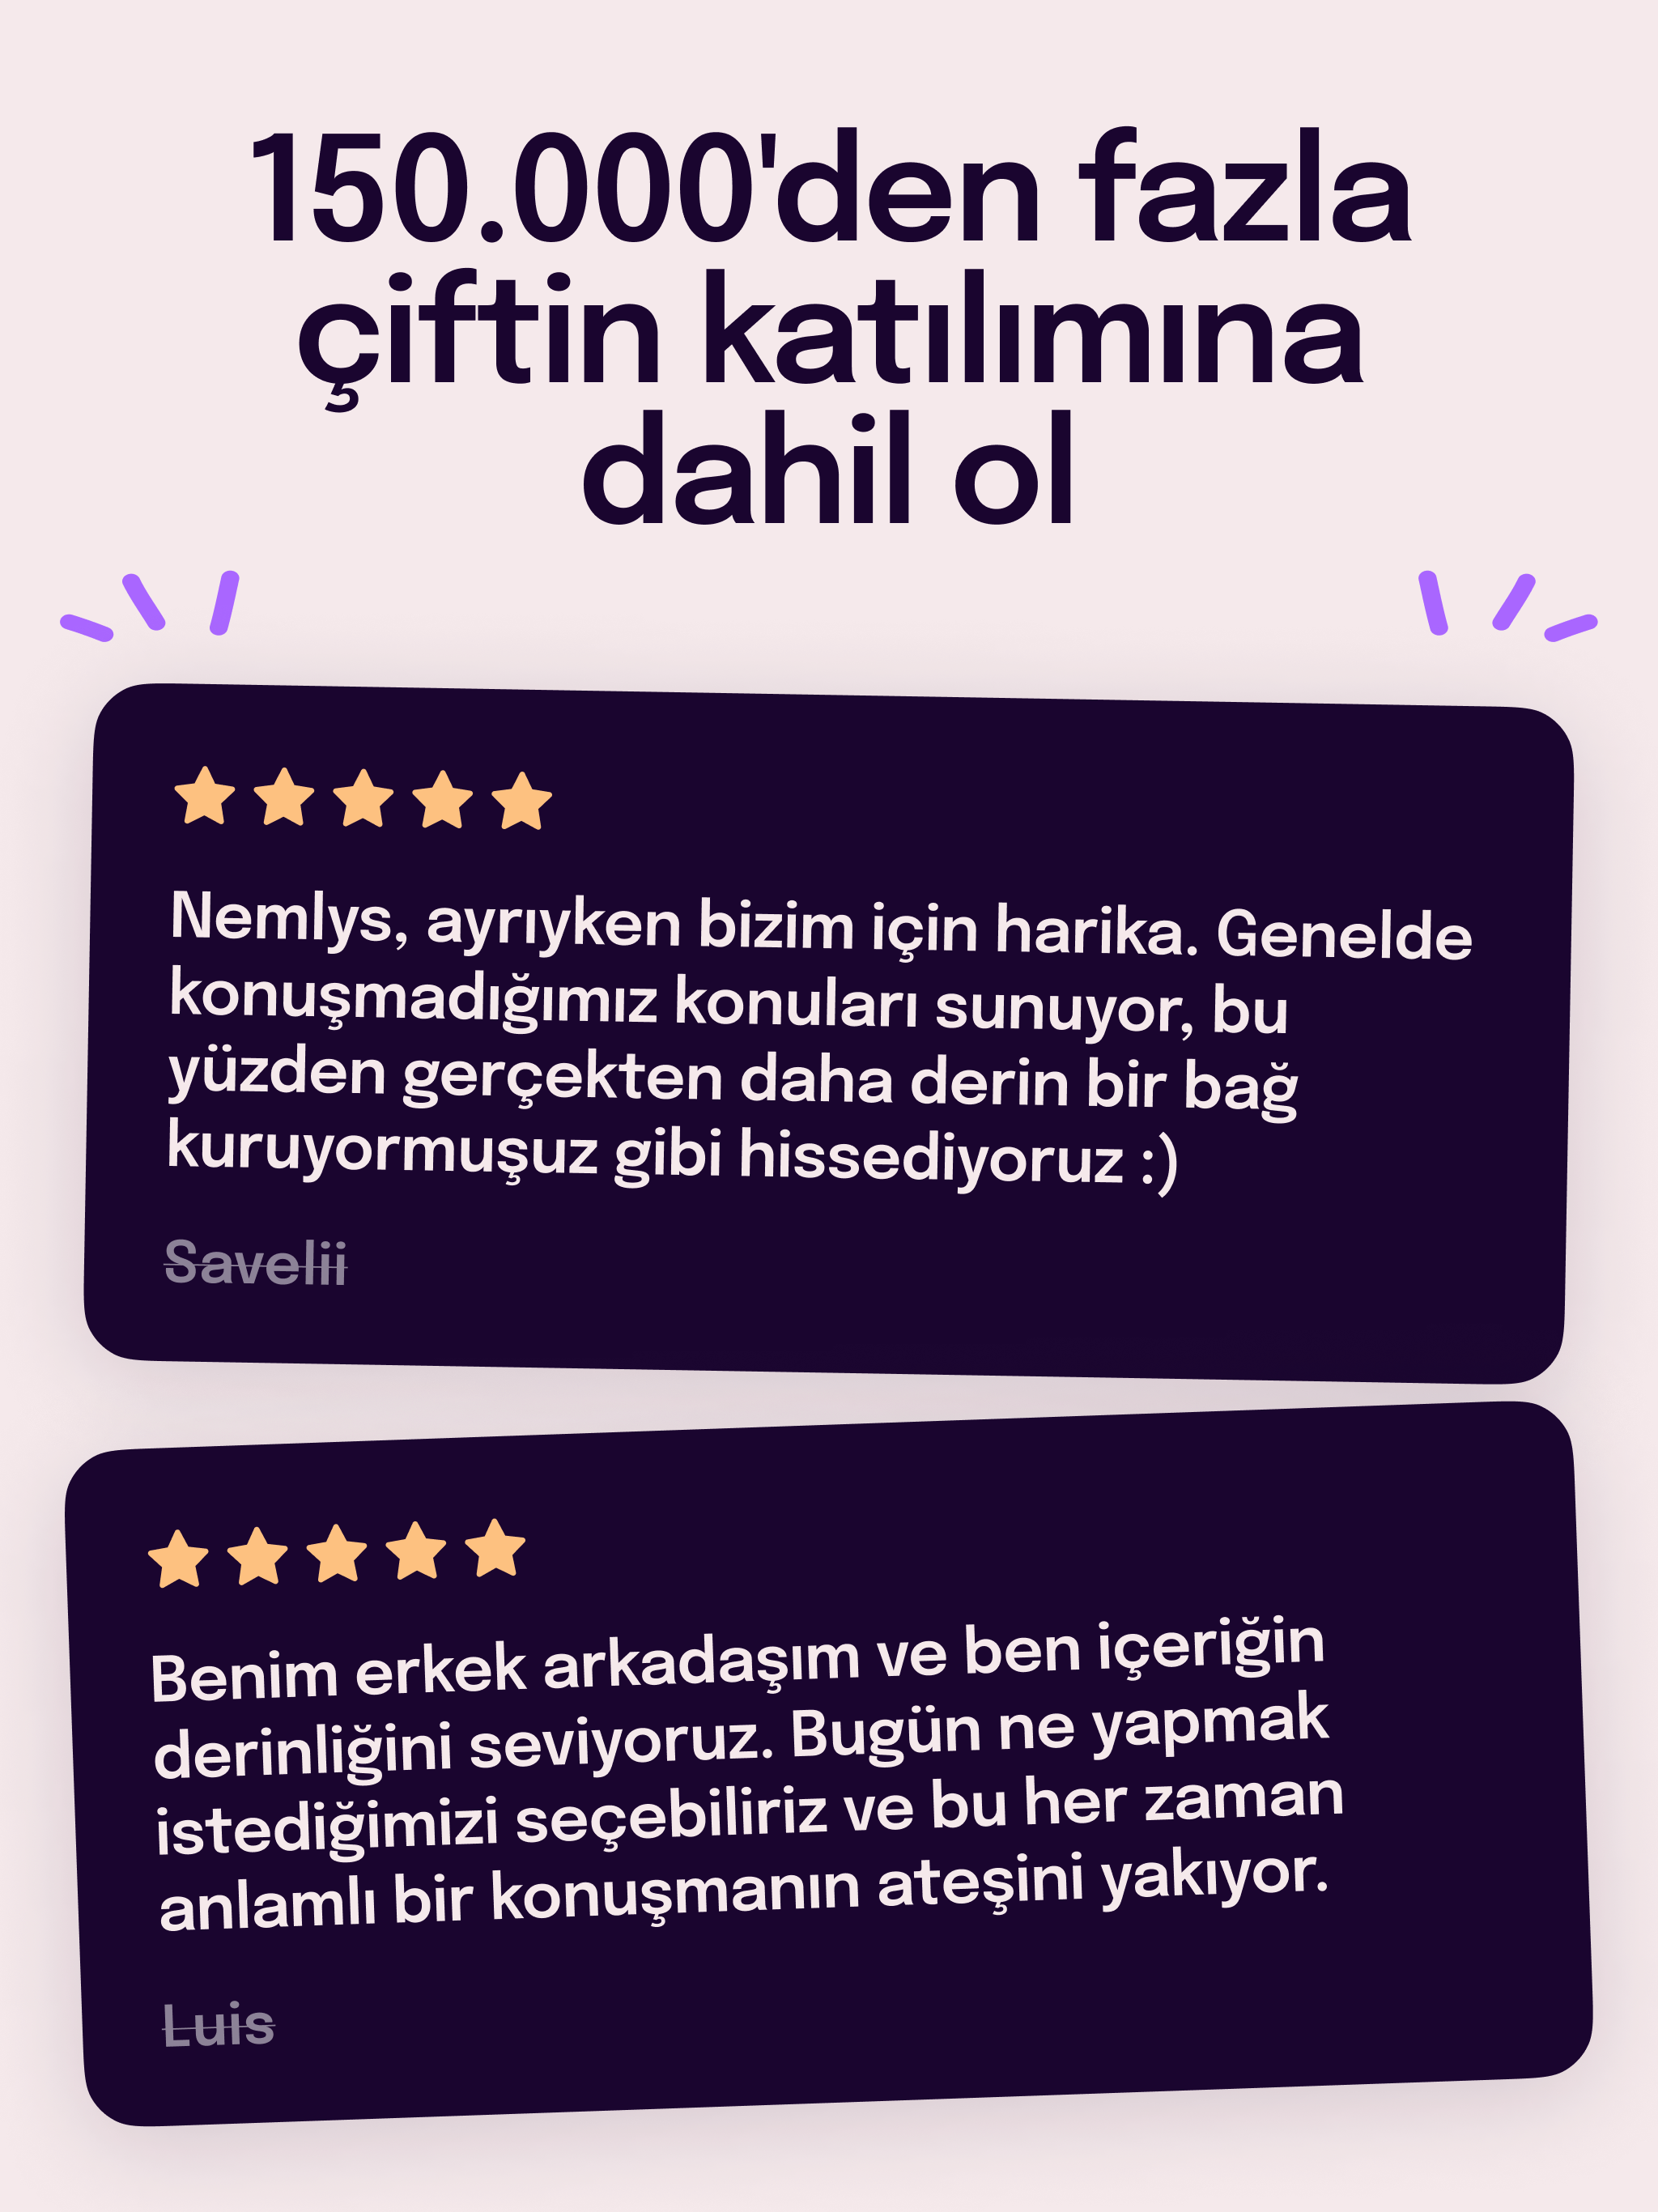 150.000'den fazla
çiftin katılımına
dahil ol
Nemlys, ayrıyken bizim için harika. Genelde
konuşmadığımız konuları sunuyor, bu
yüzden gerçekten daha derin bir bağ
kuruyormuşuz gibi hissediyoruz :)
Savelii
Benim erkek arkadaşım ve ben içeriğin
derinliğini seviyoruz. Bugün ne yapmak
istediğimizi seçebiliriz ve bu her zaman
anlamlı bir konuşmanın ateşini yakıyor.
Luis